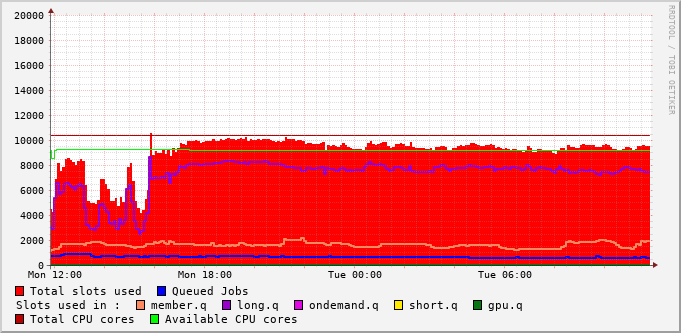 20000
18000
16000
14000
12000
10000
8000
6000
4000
2000
0
Mon 12:00 Mon 18:00 Tue 00:00 Tue 06:00
Total slots used Queued Jobs
Slots used in : member.q long.q ondemand.q short.q gpu.q
Total CPU cores Available CPU cores
RRDTOOL / TOBI OETIKER